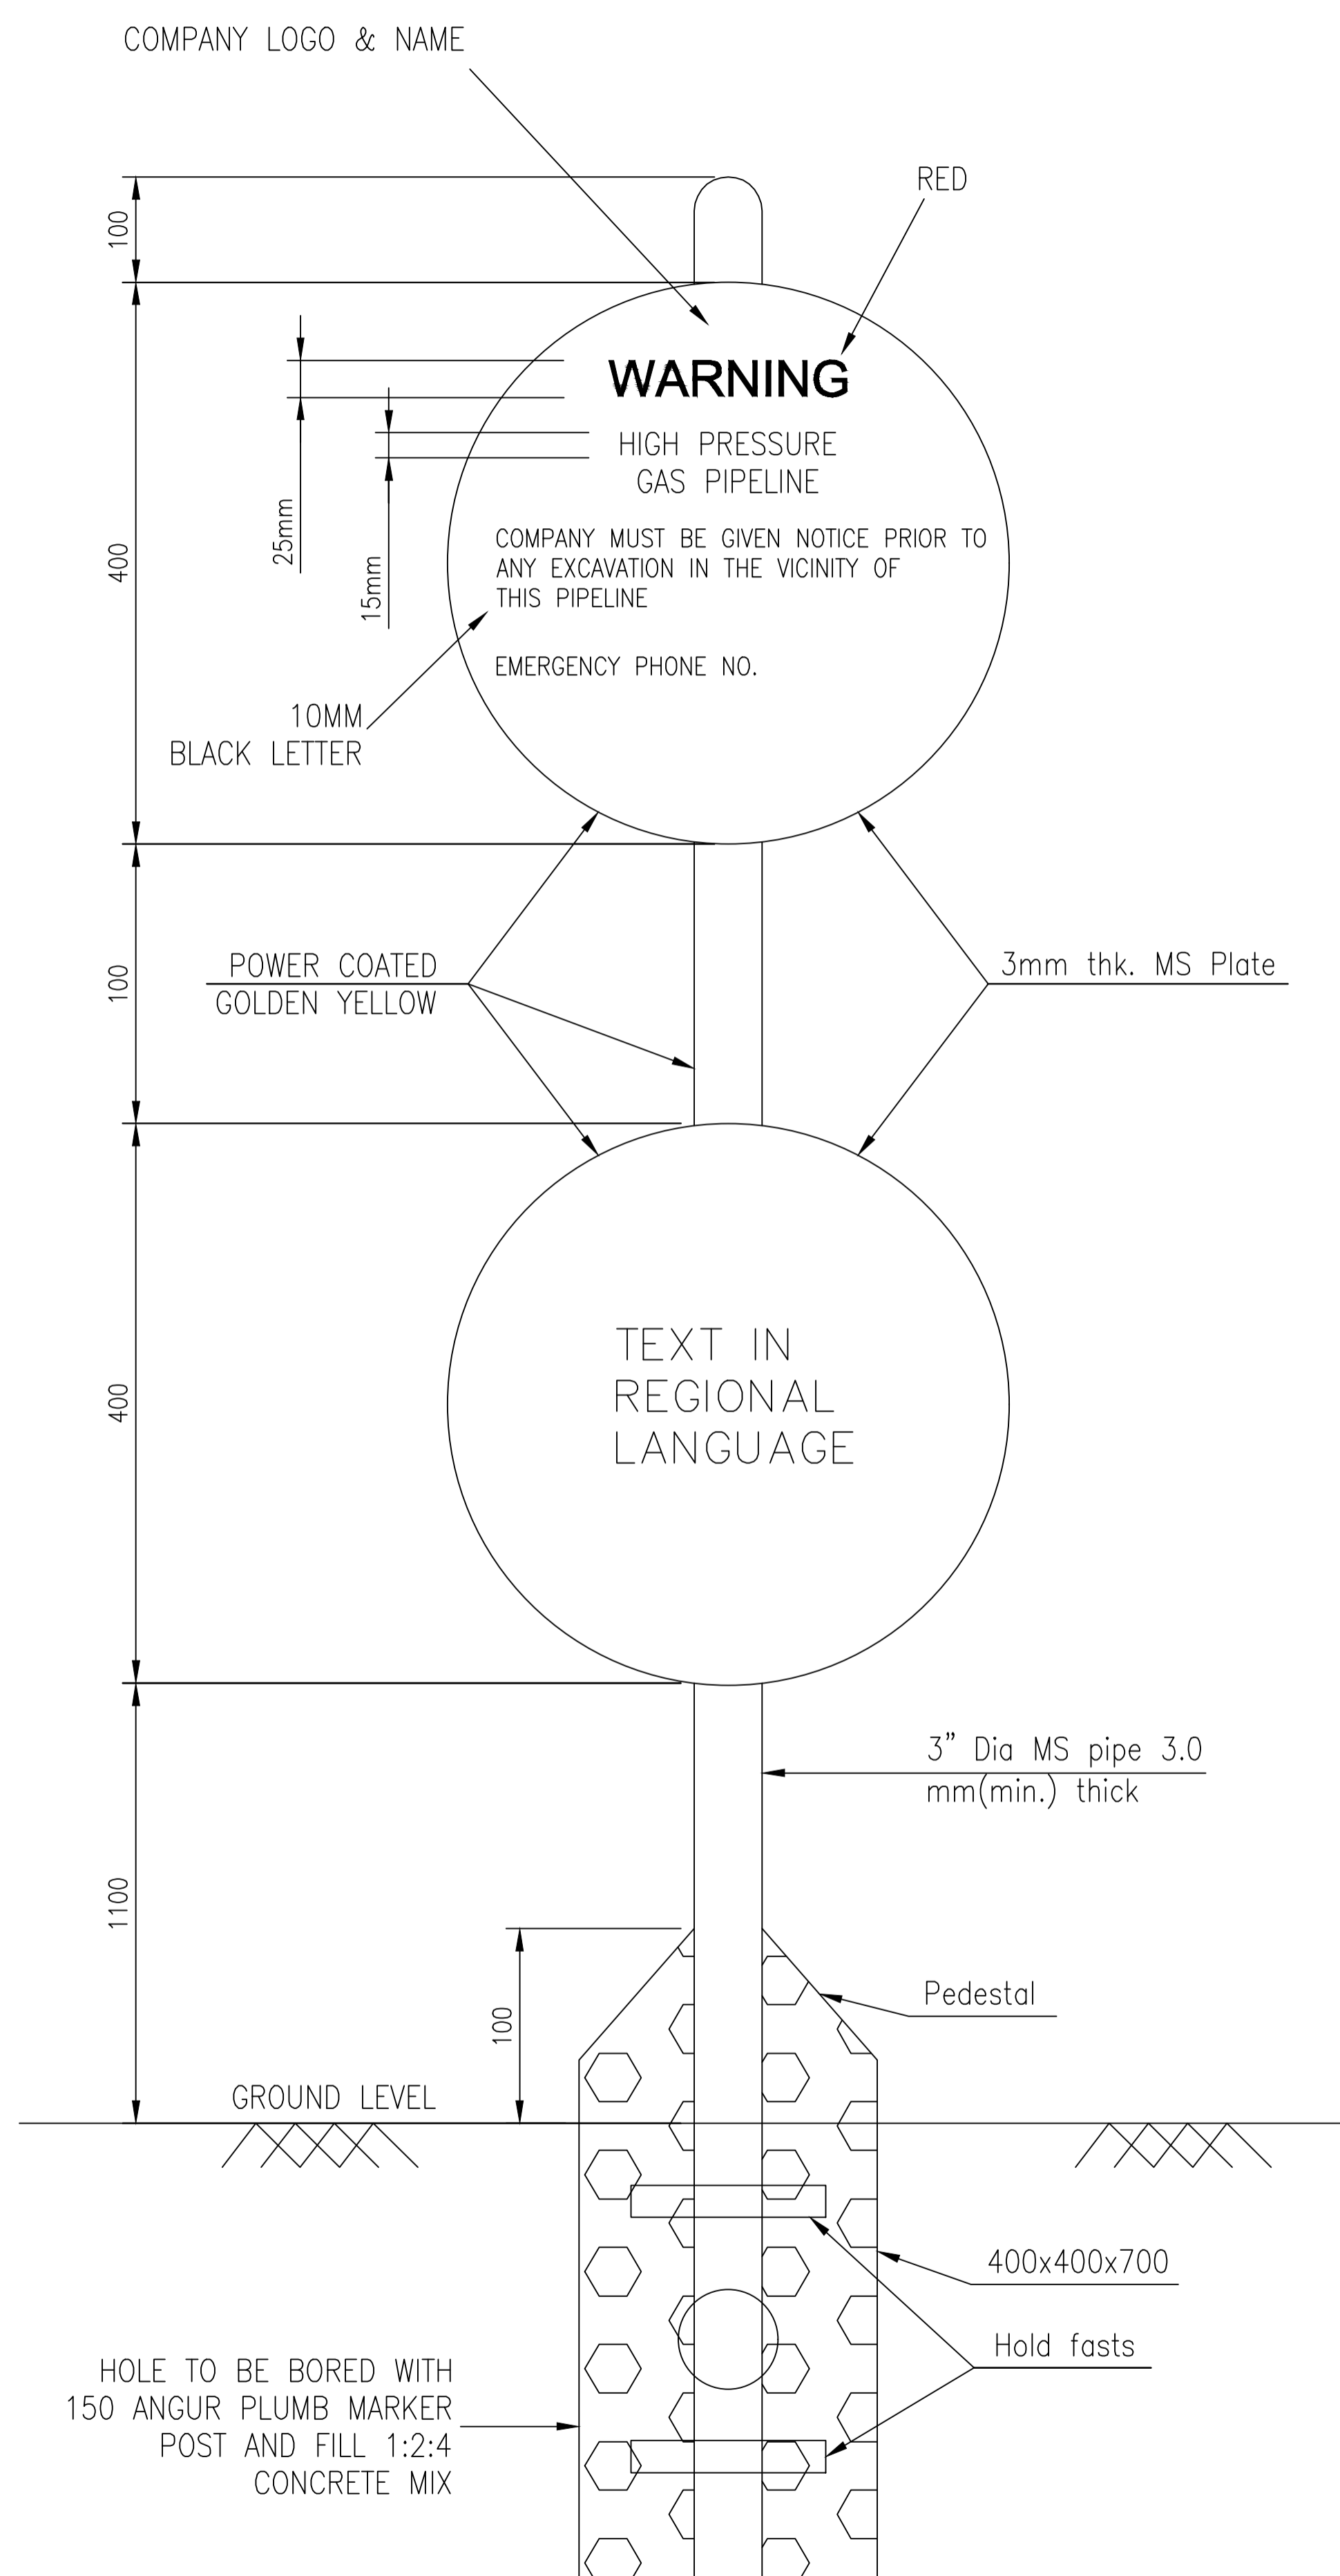 COMPANY LOGO & NAME
RED
100
WARNING
HIGH PRESSURE
GAS PIPELINE
25mm
15mm
400
COMPANY MUST BE GIVEN NOTICE PRIOR TO
ANY EXCAVATION IN THE VICINITY OF
THIS PIPELINE
EMERGENCY PHONE NO.
10MM
BLACK LETTER
100
POWER COATED
GOLDEN YELLOW
3mm thk. MS Plate
400
TEXT IN
REGIONAL
LANGUAGE
3” Dia MS pipe 3.0
mm(min.) thick
1100
100
Pedestal
GROUND LEVEL
400x400x700
Hold fasts
HOLE TO BE BORED WITH
150 ANGUR PLUMB MARKER
POST AND FILL 1:2:4
CONCRETE MIX